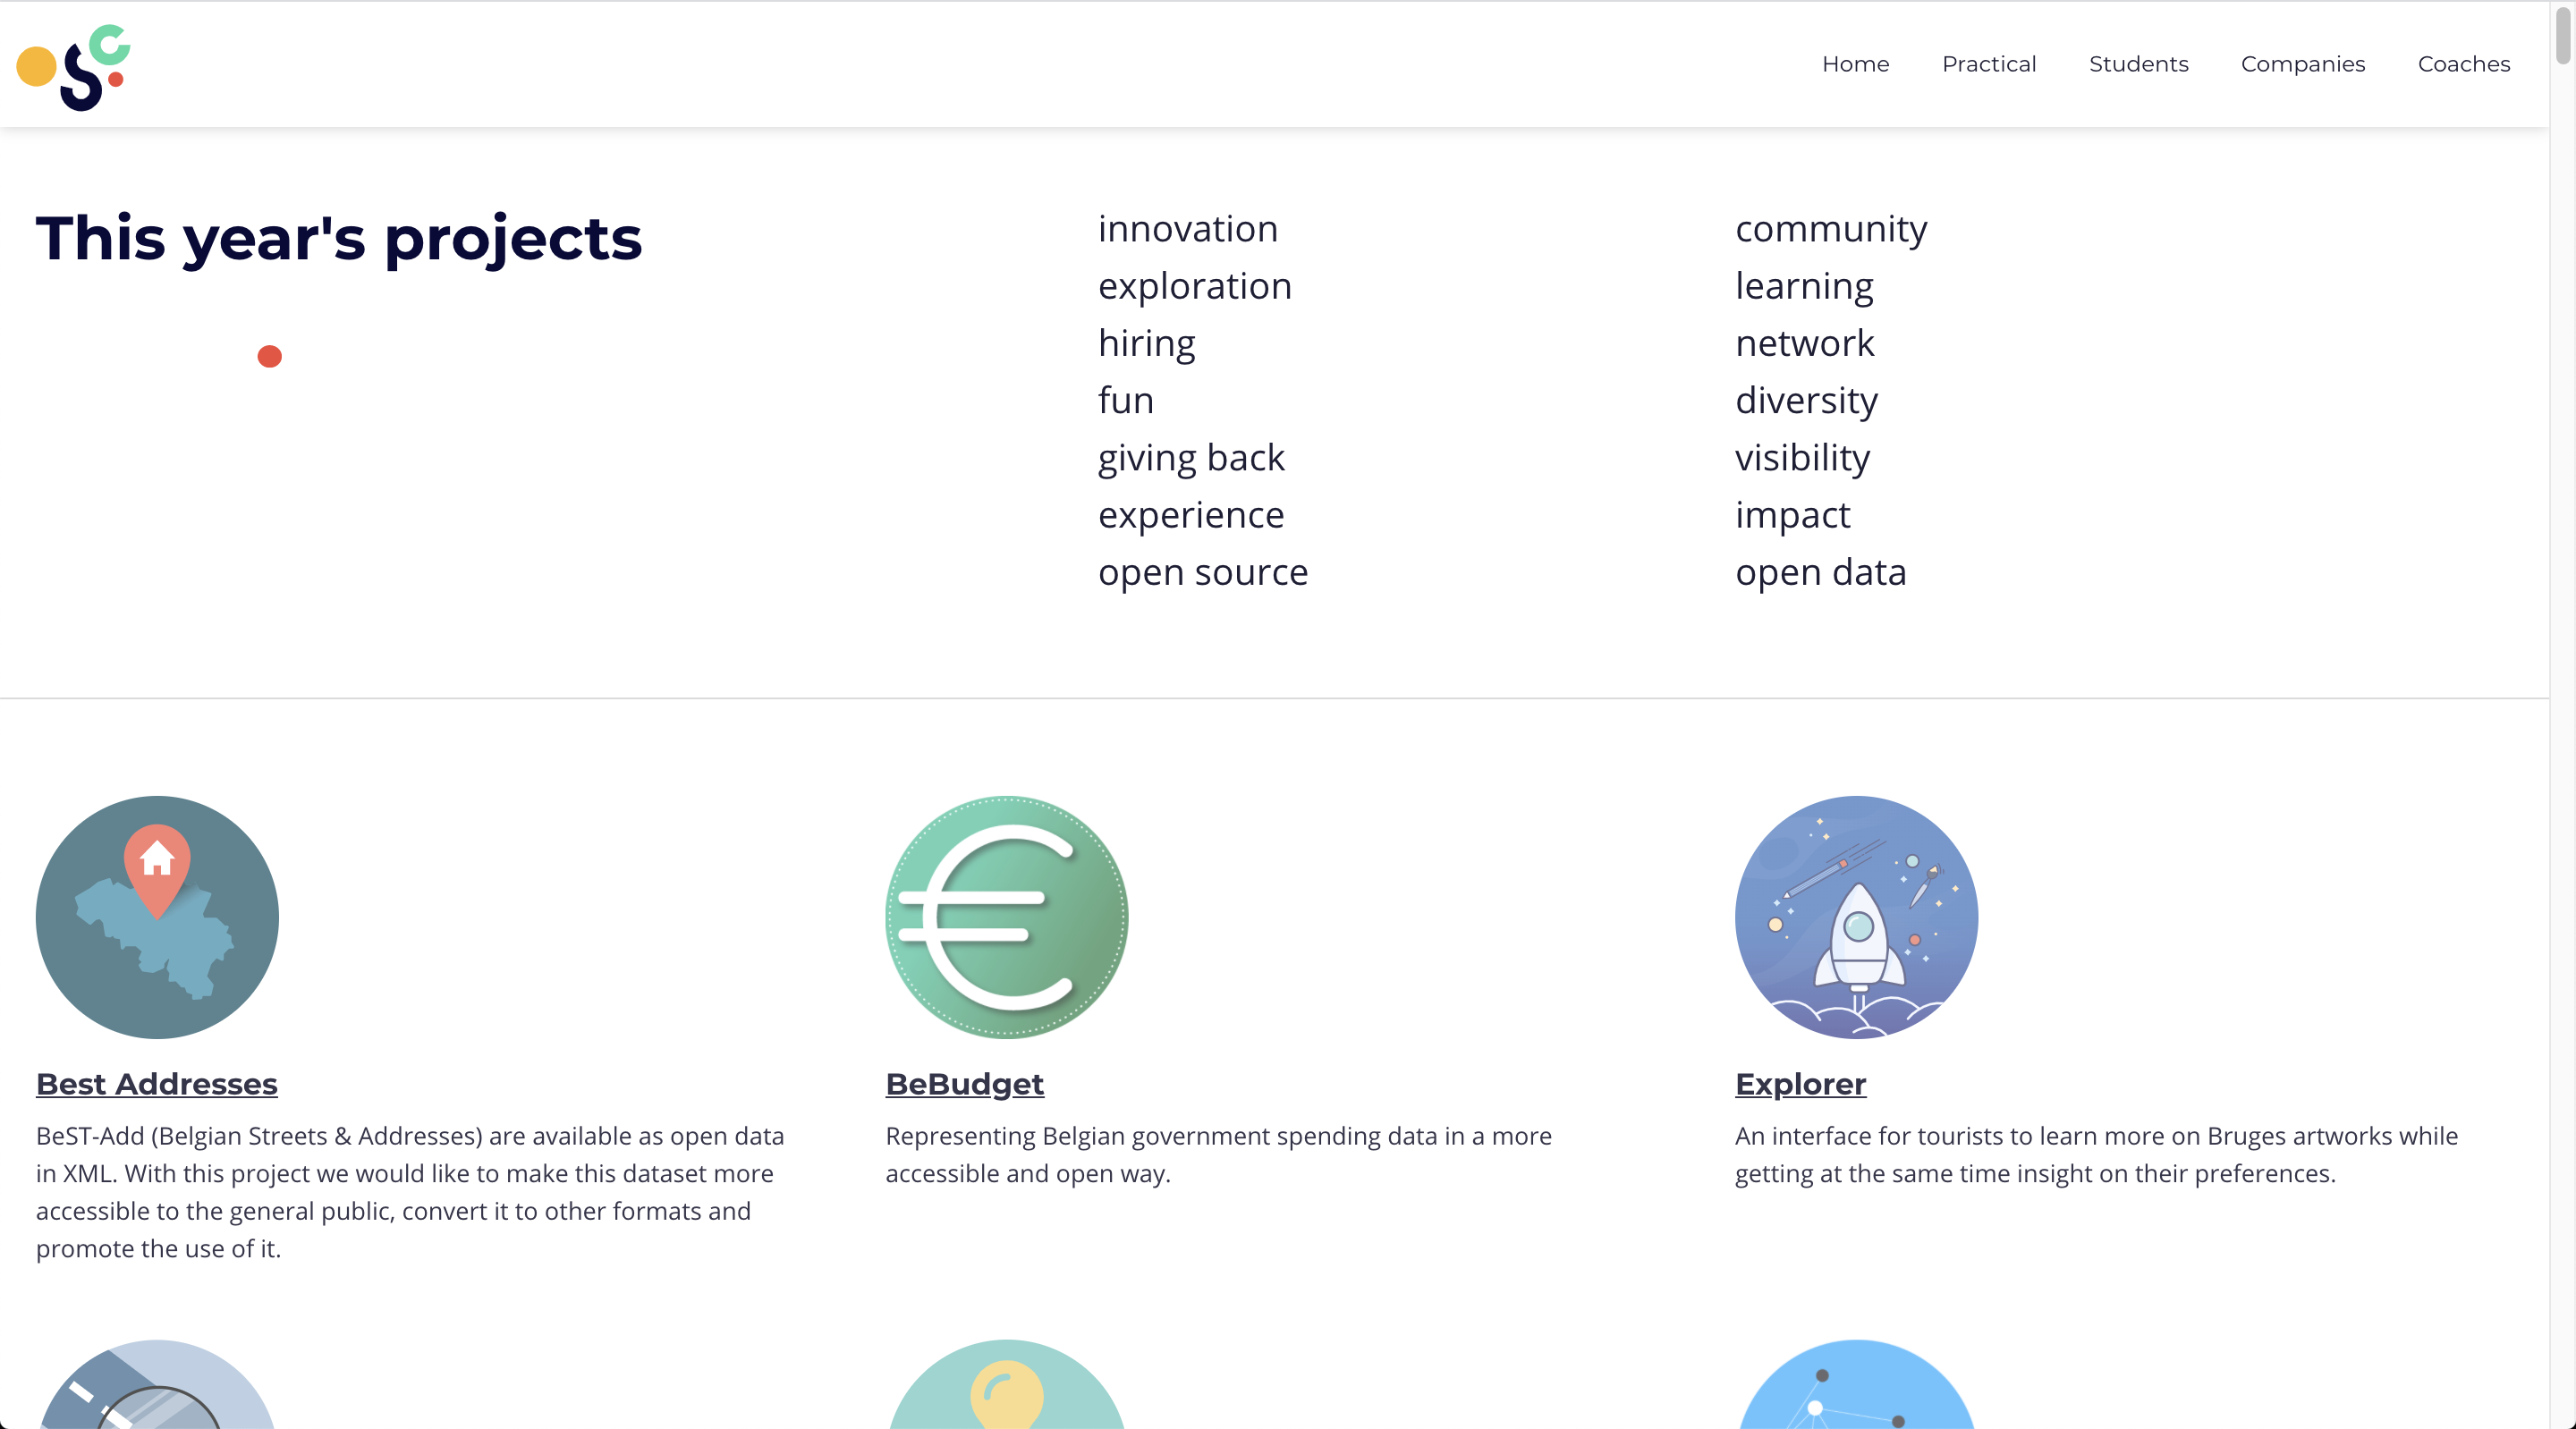 osc
Home Practical Students Companies Coaches
This year's projects
innovation
exploration
hiring
fun
giving back
experience
open source
community
learning
network
diversity
visibility
impact
open data
Best Addresses
BeST-Add (Belgian Streets & Addresses) are available as open data
in XML. With this project we would like to make this dataset more
accessible to the general public, convert it to other formats and
promote the use of it.
BeBudget
Representing Belgian government spending data in a more
accessible and open way.
Explorer
An interface for tourists to learn more on Bruges artworks while
getting at the same time insight on their preferences.